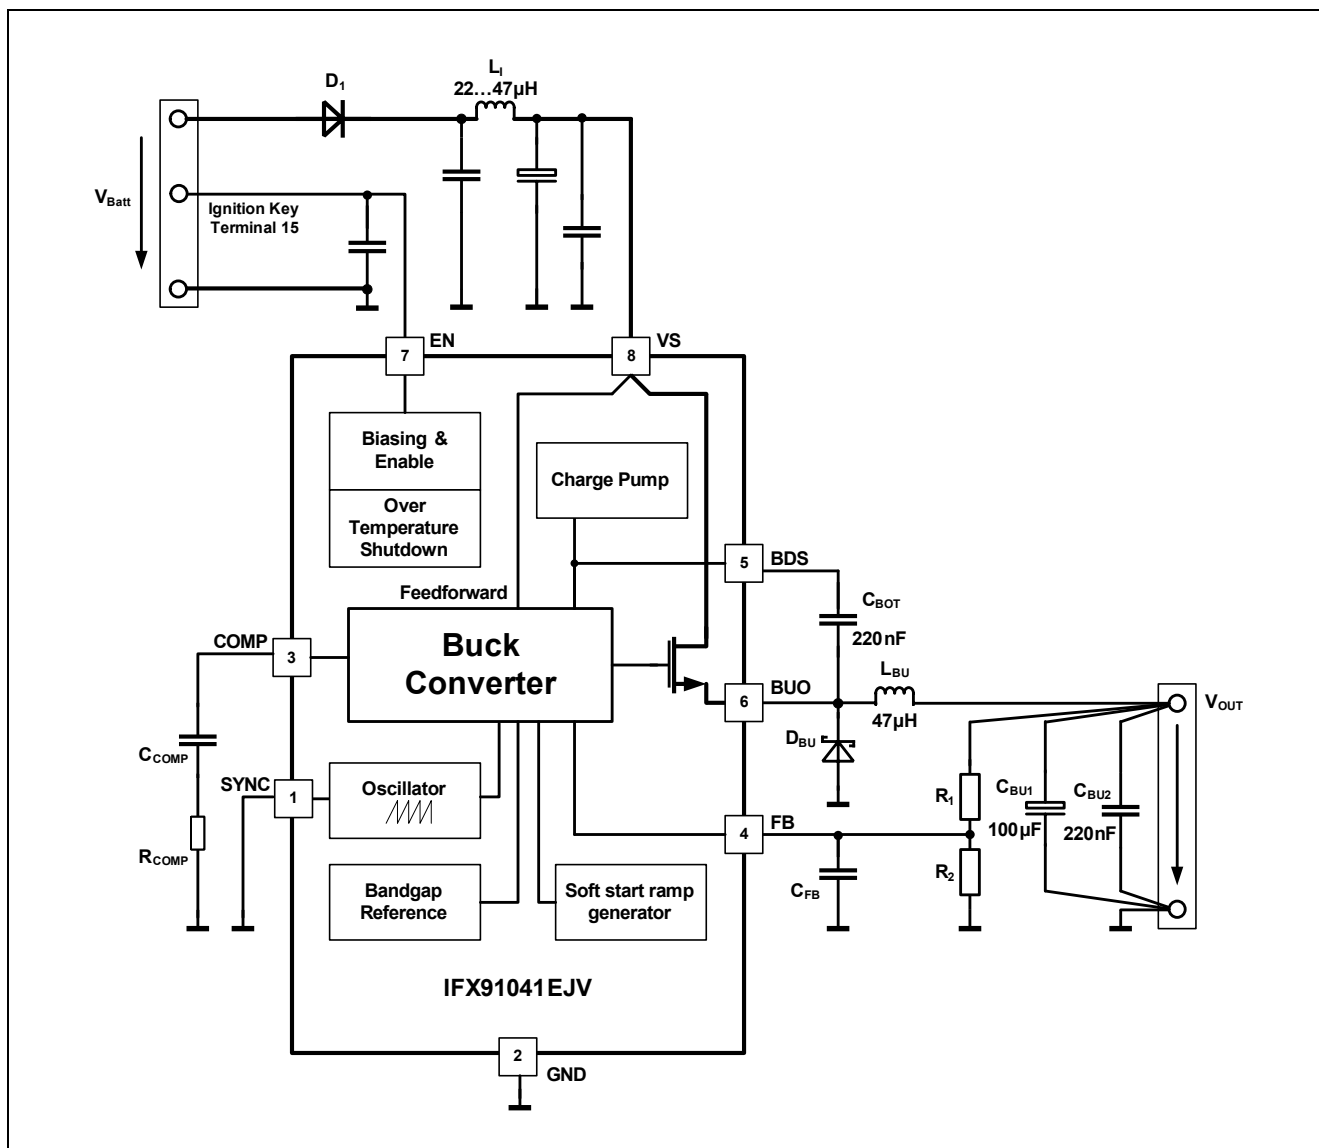 D1
LI
22...47µH
VBatt
Ignition Key
Terminal 15
EN
7
VS
8
Biasing &
Enable
Over
Temperature
Shutdown
Charge Pump
5
BDS
Feedforward
CBOT
220nF
COMP
3
Buck
Converter
LBU
47µH
BUO
6
VOUT
DBU
CCOMP
SYNC
1
Oscillator
R1
CBU1
100µF
CBU2
220nF
FB
4
RCOMP
R2
CFB
Bandgap
Reference
Soft start ramp
generator
IFX91041EJV
2
GND